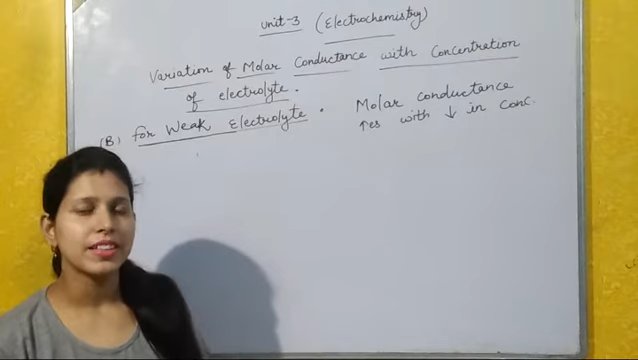 Unit-3 (Electrochemistry)
Variation of Molar Conductance with Concentration
of electrolyte.
(B) for Weak Electrolyte. Molar conductance
↑es with ↓ in conc.